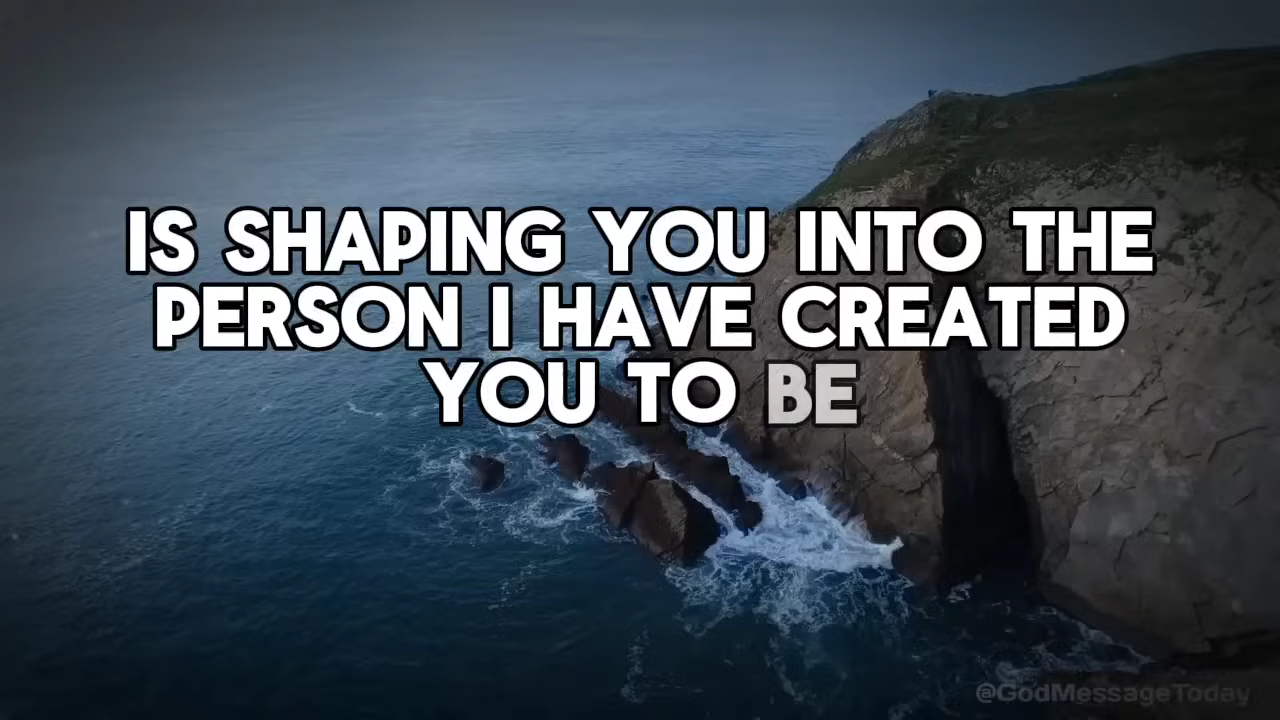 IS SHAPING YOU INTO THE
PERSON I HAVE CREATED
YOU TO BE
@GodMessageToday